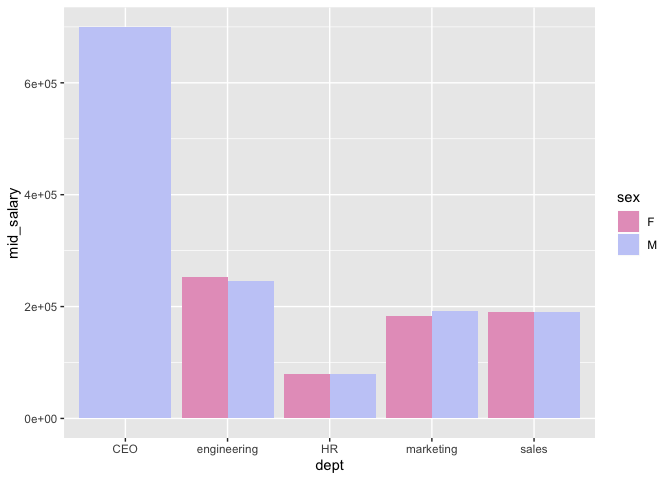 6e+05
4e+05
2e+05
0e+00
mid_salary
CEO engineering HR marketing sales
dept
sex
F
M